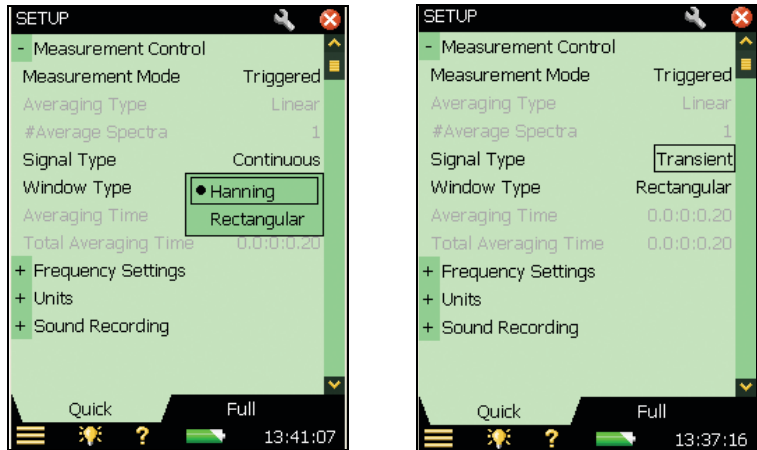 SETUP
- Measurement Control
Measurement Mode Triggered
Averaging Type Linear
#Average Spectra 1
Signal Type Continuous
Window Type Hanning
Rectangular
Averaging Time
Total Averaging Time 0.0:0:0.20
+ Frequency Settings
+ Units
+ Sound Recording
Quick Full
? 13:41:07
SETUP
- Measurement Control
Measurement Mode Triggered
Averaging Type Linear
#Average Spectra 1
Signal Type Transient
Window Type Rectangular
Averaging Time 0.0:0:0.20
Total Averaging Time 0.0:0:0.20
+ Frequency Settings
+ Units
+ Sound Recording
Quick Full
? 13:37:16